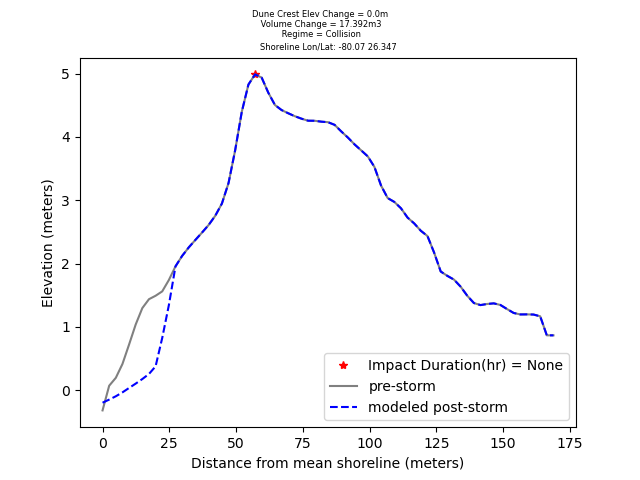 Dune Crest Elev Change = 0.0m
Volume Change = 17.392m3
Regime = Collision
Shoreline Lon/Lat: -80.07 26.347
5
4
3
2
1
0
Elevation (meters)
Impact Duration(hr) = None
pre-storm
modeled post-storm
0 25 50 75 100 125 150 175
Distance from mean shoreline (meters)